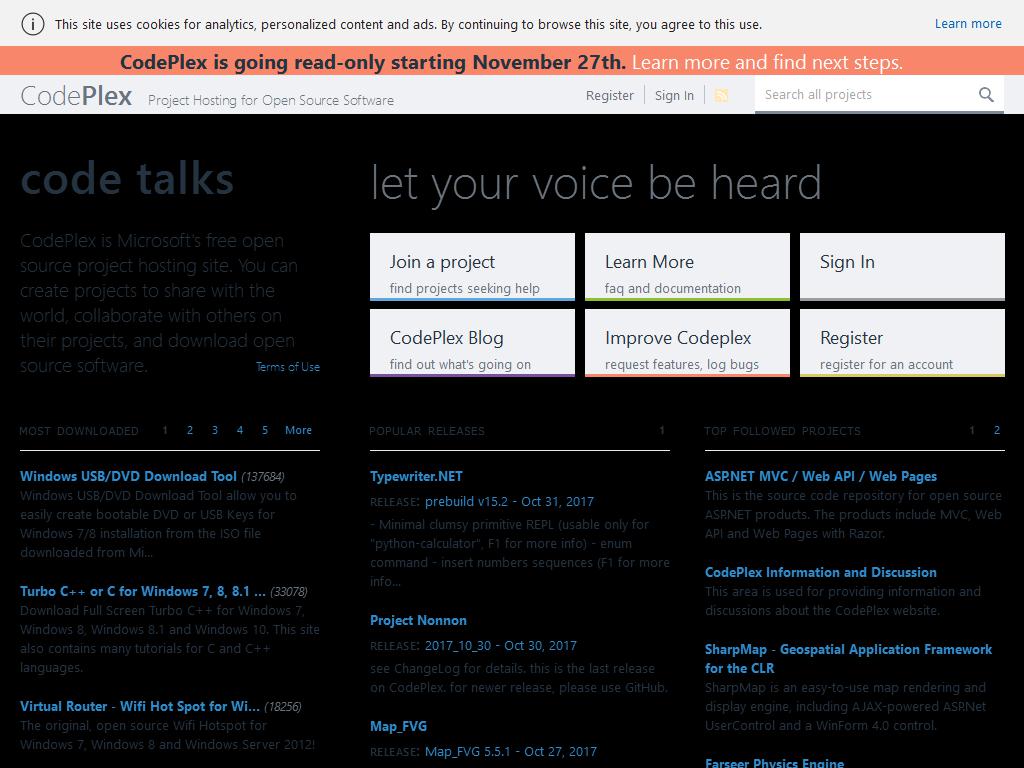 This site uses cookies for analytics, personalized content and ads. By continuing to browse this site, you agree to this use.
Learn more
CodePlex is going read-only starting November 27th. Learn more and find next steps.
CodePlex Project Hosting for Open Source Software
Register Sign In Search all projects
code talks
CodePlex is Microsoft's free open
source project hosting site. You can
create projects to share with the
world, collaborate with others on
their projects, and download open
source software.
Terms of Use
let your voice be heard
Join a project
find projects seeking help
Learn More
faq and documentation
Sign In
CodePlex Blog
find out what's going on
Improve Codeplex
request features, log bugs
Register
register for an account
MOST DOWNLOADED 1 2 3 4 5 More
Windows USB/DVD Download Tool (137684)
Windows USB/DVD Download Tool allow you to
easily create bootable DVD or USB Keys for
Windows 7/8 installation from the ISO file
downloaded from Mi...
Turbo C++ or C for Windows 7, 8, 8.1 ... (33078)
Download Full Screen Turbo C++ for Windows 7,
Windows 8, Windows 8.1 and Windows 10. This site
also contains many tutorials for C and C++
languages.
Virtual Router - Wifi Hot Spot for Wi... (18256)
The original, open source Wifi Hotspot for
Windows 7, Windows 8 and Windows Server 2012!
POPULAR RELEASES 1
Typewriter.NET
RELEASE: prebuild v15.2 - Oct 31, 2017
- Minimal clumsy primitive REPL (usable only for
"python-calculator", F1 for more info) - enum
command - insert numbers sequences (F1 for more
info...
Project Nonnon
RELEASE: 2017_10_30 - Oct 30, 2017
see ChangeLog for details. this is the last release
on CodePlex. for newer release, please use GitHub.
Map_FVG
RELEASE: Map_FVG 5.5.1 - Oct 27, 2017
TOP FOLLOWED PROJECTS 1 2
ASP.NET MVC / Web API / Web Pages
This is the source code repository for open source
ASP.NET products. The products include MVC, Web
API and Web Pages with Razor.
CodePlex Information and Discussion
This area is used for providing information and
discussions about the CodePlex website.
SharpMap - Geospatial Application Framework
for the CLR
SharpMap is an easy-to-use map rendering and
display engine, including AJAX-powered ASP.Net
UserControl and a WinForm 4.0 control.
Farseer Physics Engine